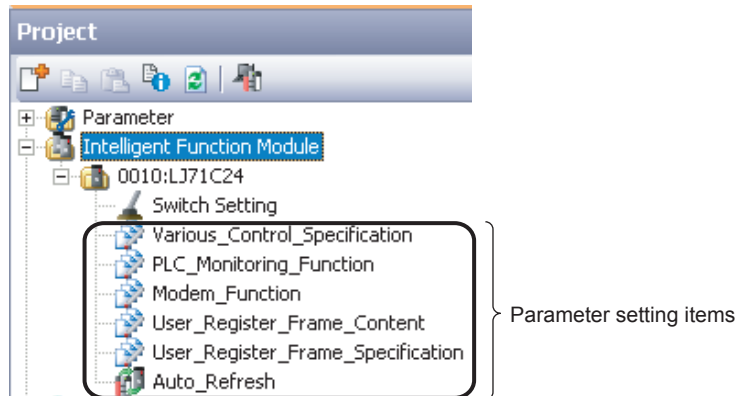 Project
Parameter
Intelligent Function Module
0010:LJ71C24
Switch Setting
Various_Control_Specification
PLC_Monitoring_Function
Modem_Function
User_Register_Frame_Content
Parameter setting items
User_Register_Frame_Specification
Auto_Refresh